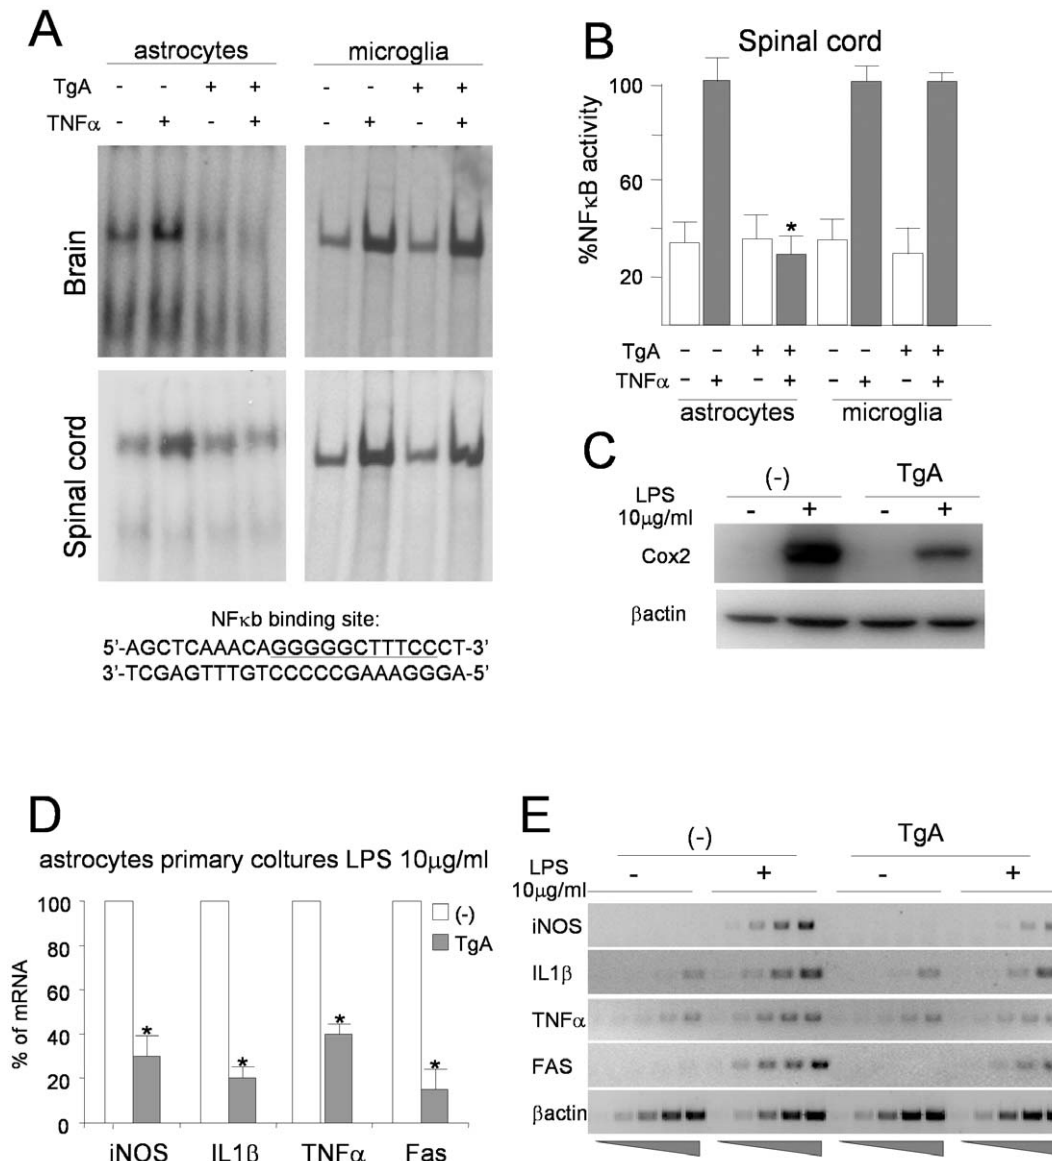 A
astrocytes microglia
TgA - - + + - - + +
TNFα - + - + - + - +
Brain
Spinal cord
NFκb binding site:
5'-AGCTCAAACAGGGGGCTTTCCCT-3'
3'-TCGAGTTTGTCCCCCGAAAGGGA-5'
B
Spinal cord
%NFκB activity
100
60
20
*
TgA - - + + - - + +
TNFα - + - + - + - +
astrocytes microglia
C
(-) TgA
LPS
10μg/ml - + - +
Cox2
βactin
D
astrocytes primary cultures LPS 10μg/ml
% of mRNA
100
80
60
40
20
0
(-)
TgA
* * * *
iNOS IL1β TNFα Fas
E
(-) TgA
LPS
10μg/ml - + - +
iNOS
IL1β
TNFα
FAS
βactin